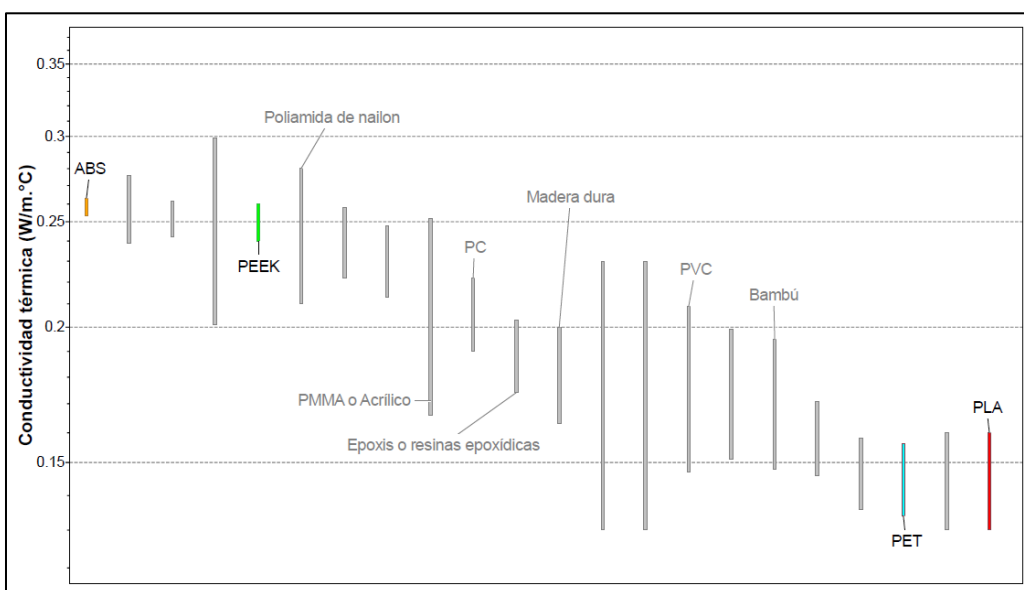 Conductividad térmica (W/m.°C)
0.35
0.3
0.25
0.2
0.15
ABS
PEEK
Poliamida de nailon
PMMA o Acrílico
PC
Epoxis o resinas epoxídicas
Madera dura
PVC
Bambú
PET
PLA